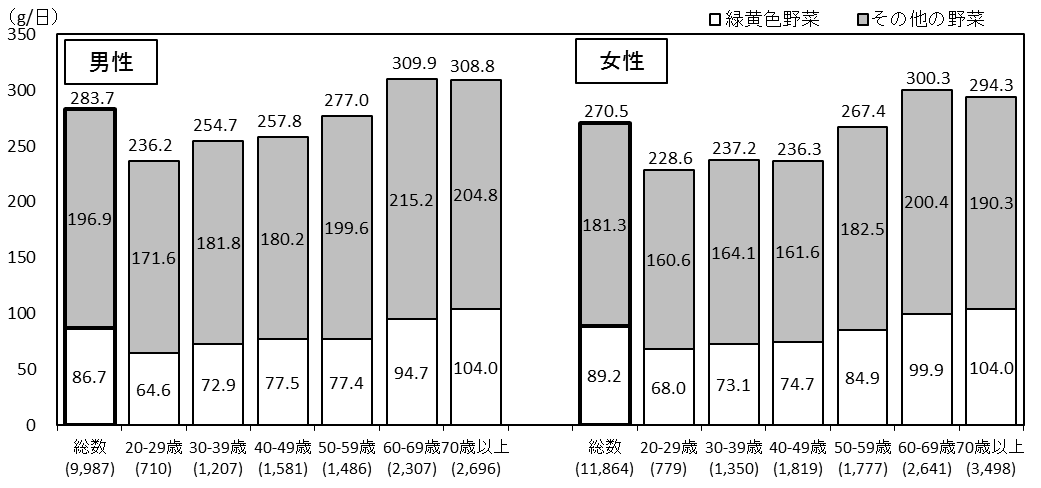 (g/日)
緑黄色野菜 その他の野菜
350
300
250
200
150
100
50
0
男性
283.7 236.2 254.7 257.8 277.0 309.9 308.8
196.9 171.6 181.8 180.2 199.6 215.2 204.8
86.7 64.6 72.9 77.5 77.4 94.7 104.0
総数 20-29歳 30-39歳 40-49歳 50-59歳 60-69歳 70歳以上
(9,987) (710) (1,207) (1,581) (1,486) (2,307) (2,696)
女性
270.5 228.6 237.2 236.3 267.4 300.3 294.3
181.3 160.6 164.1 161.6 182.5 200.4 190.3
89.2 68.0 73.1 74.7 84.9 99.9 104.0
総数 20-29歳 30-39歳 40-49歳 50-59歳 60-69歳 70歳以上
(11,864) (779) (1,350) (1,819) (1,777) (2,641) (3,498)